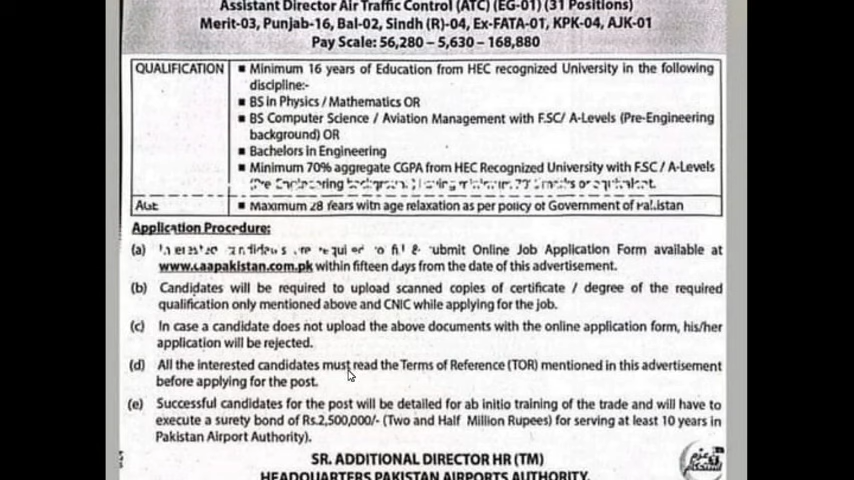 Assistant Director Air Traffic Control (ATC) (EG-01) (31 Positions)
Merit-03, Punjab-16, Bal-02, Sindh (R)-04, Ex-FATA-01, KPK-04, AJK-01
Pay Scale: 56,280 – 5,630 – 168,880
QUALIFICATION
■ Minimum 16 years of Education from HEC recognized University in the following
discipline:-
■ BS in Physics / Mathematics OR
■ BS Computer Science / Aviation Management with F.SC/ A-Levels (Pre-Engineering
background) OR
■ Bachelors in Engineering
■ Minimum 70% aggregate CGPA from HEC Recognized University with F.SC / A-Levels
(Pre-Engineering background)
■ Maximum 28 Years with age relaxation as per policy of Government of Pakistan
Application Procedure:
(a) submit Online Job Application Form available at
www.caapakistan.com.pk within fifteen days from the date of this advertisement.
(b) Candidates will be required to upload scanned copies of certificate / degree of the required
qualification only mentioned above and CNIC while applying for the job.
(c) In case a candidate does not upload the above documents with the online application form, his/her
application will be rejected.
(d) All the interested candidates must read the Terms of Reference (TOR) mentioned in this advertisement
before applying for the post.
(e) Successful candidates for the post will be detailed for ab initio training of the trade and will have to
execute a surety bond of Rs.2,500,000/- (Two and Half Million Rupees) for serving at least 10 years in
Pakistan Airport Authority).
SR. ADDITIONAL DIRECTOR HR (TM)
HEADQUARTERS PAKISTAN AIRPORTS AUTHORITY,